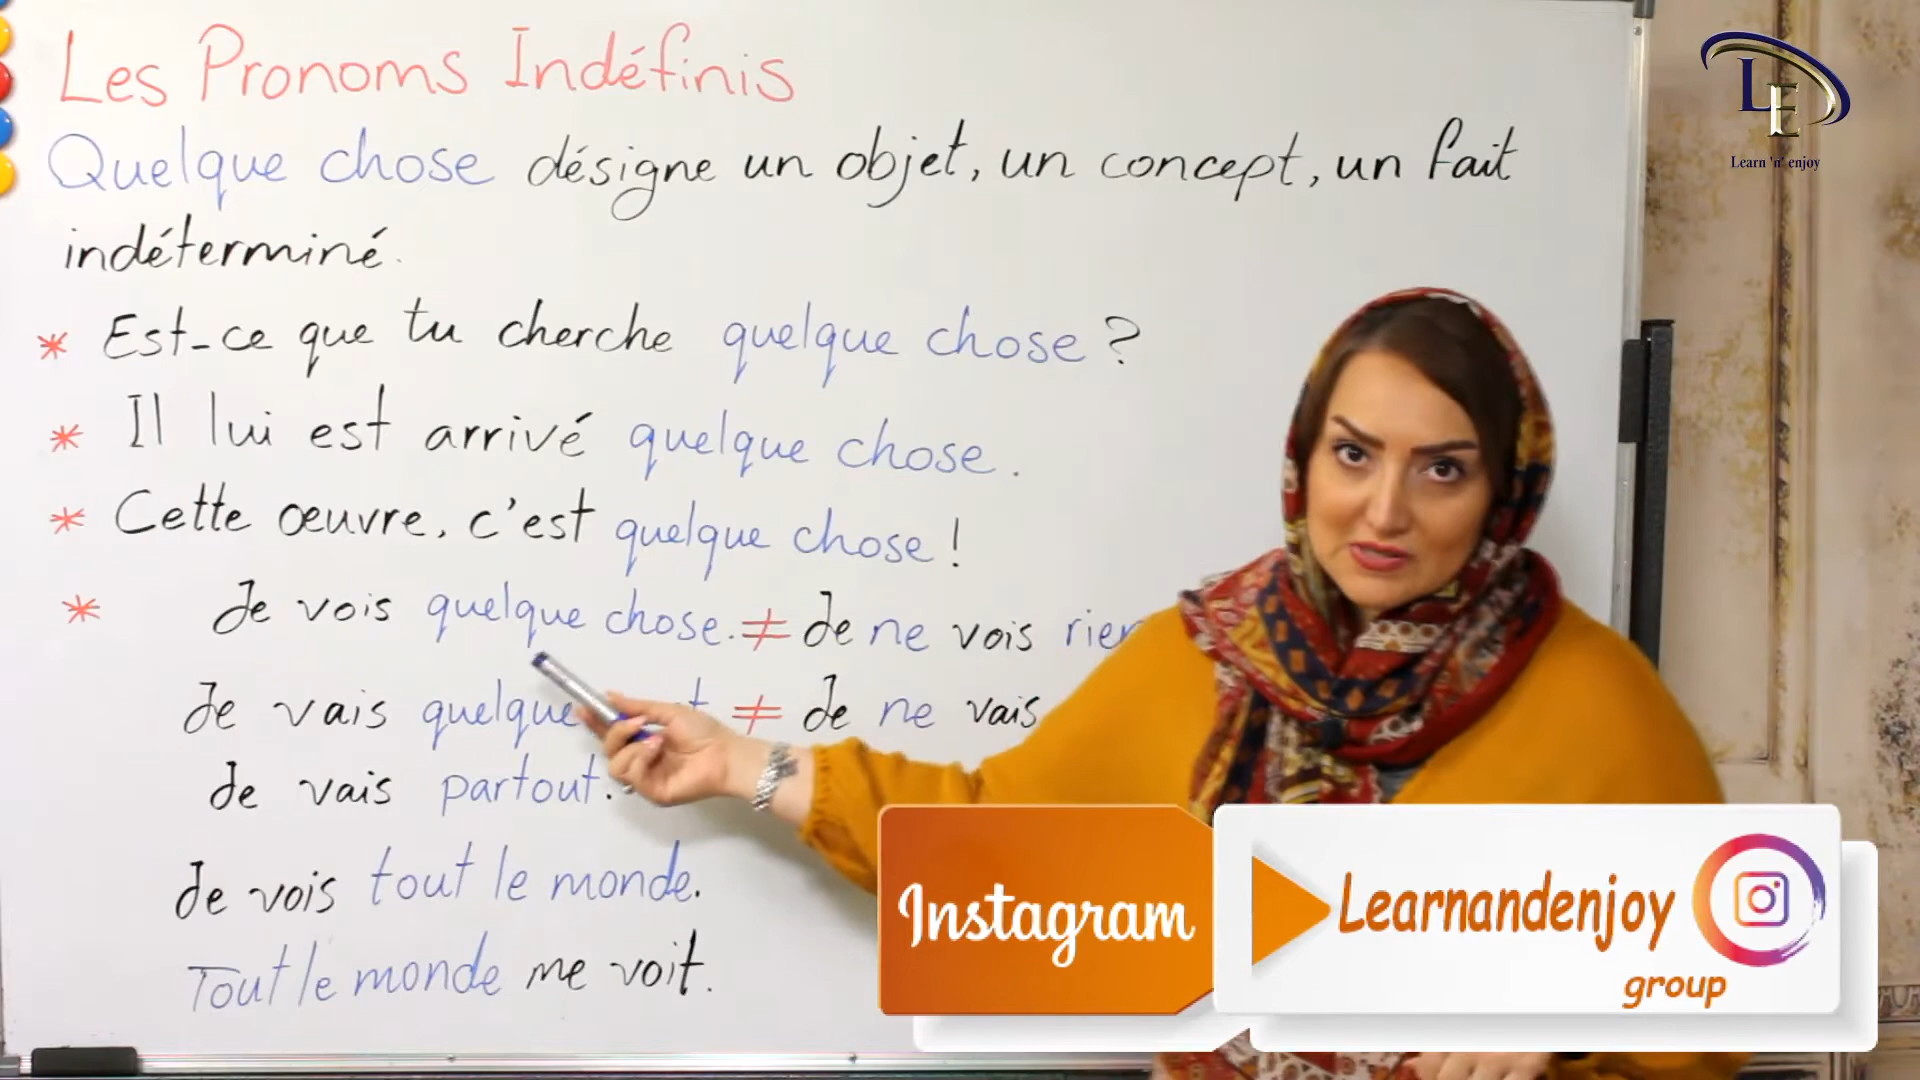 Les Pronoms Indéfinis
Quelque chose désigne un objet, un concept, un fait
indéterminé.
* Est-ce que tu cherche quelque chose ?
* Il lui est arrivé quelque chose.
* Cette œuvre, c'est quelque chose !
* Je vois quelque chose. ≠ Je ne vois
Je vais ≠ Je ne vais
Je vais partout.
Je vois tout le monde.
Tout le monde me voit.
LE
Learn 'n' enjoy
Instagram
Learnandenjoy
group